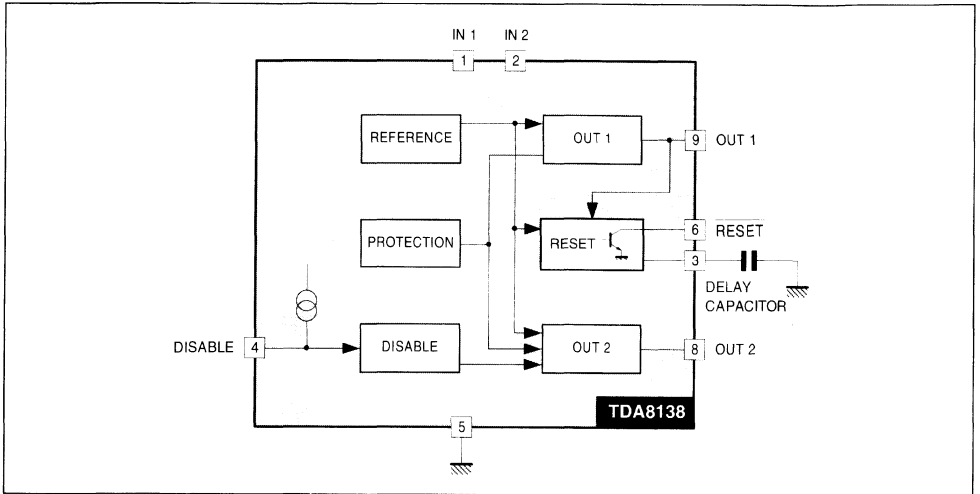 IN 1 IN 2
1 2
REFERENCE
OUT 1
9 OUT 1
PROTECTION
RESET
6 RESET
3
DELAY
CAPACITOR
DISABLE 4
DISABLE
OUT 2
8 OUT 2
TDA8138
5